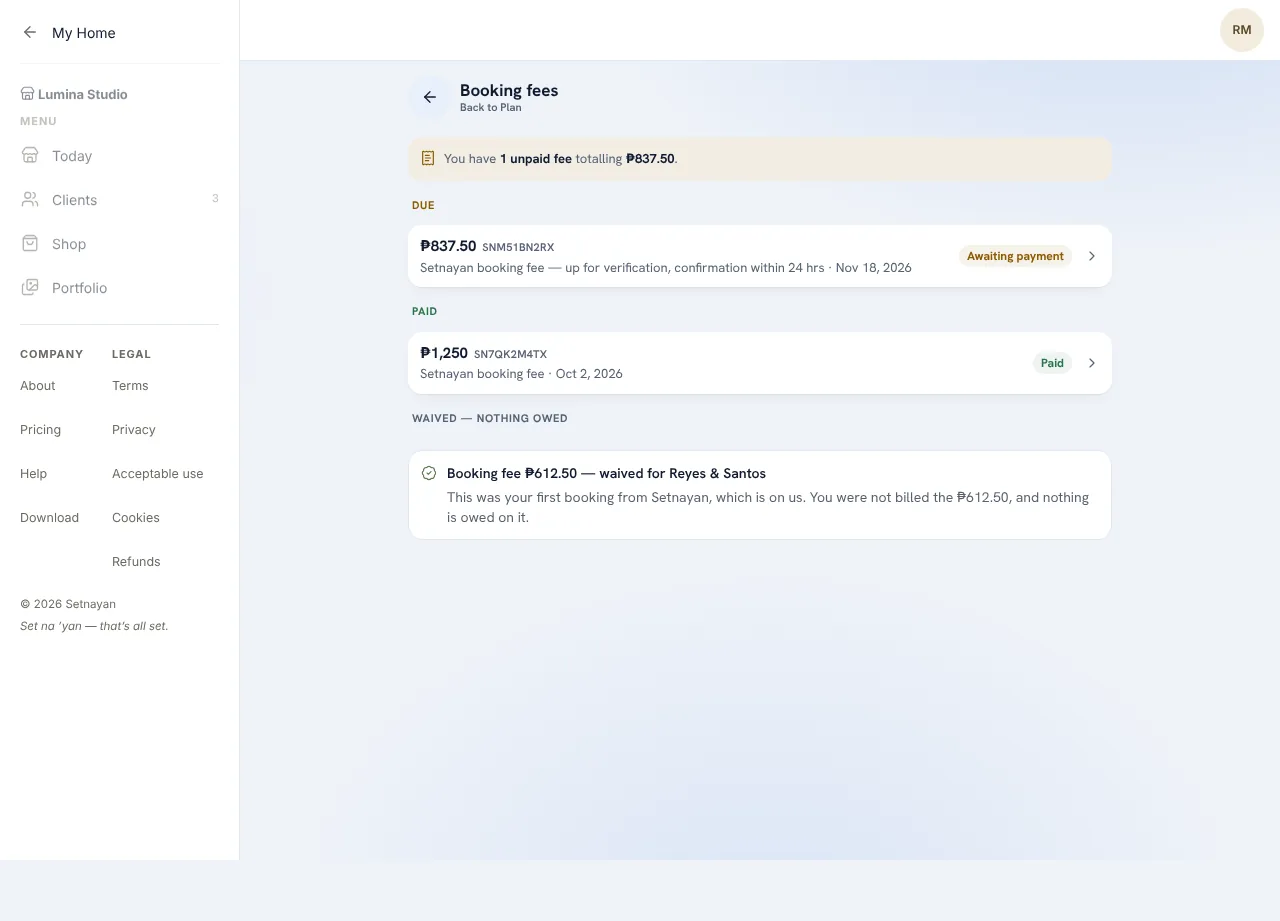 My Home
RM
Lumina Studio
MENU
Today
Clients 3
Shop
Portfolio
COMPANY LEGAL
About Terms
Pricing Privacy
Help Acceptable use
Download Cookies
Refunds
© 2026 Setnayan
Set na 'yan — that's all set.
Booking fees
Back to Plan
You have 1 unpaid fee totalling ₱837.50.
DUE
₱837.50 SNM51BN2RX
Setnayan booking fee — up for verification, confirmation within 24 hrs · Nov 18, 2026
Awaiting payment
PAID
₱1,250 SN7QK2M4TX
Setnayan booking fee · Oct 2, 2026
Paid
WAIVED — NOTHING OWED
Booking fee ₱612.50 — waived for Reyes & Santos
This was your first booking from Setnayan, which is on us. You were not billed the ₱612.50, and nothing
is owed on it.